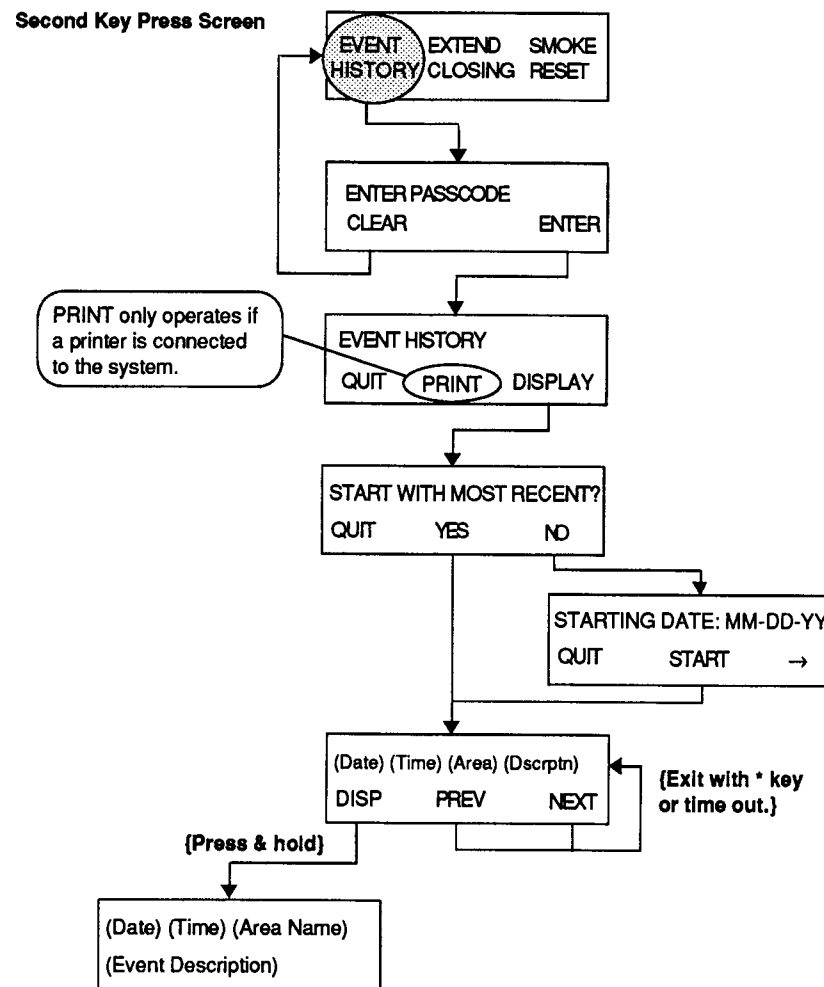 Second Key Press Screen
EVENT EXTEND SMOKE
HISTORY CLOSING RESET
ENTER PASSCODE
CLEAR ENTER
PRINT only operates if
a printer is connected
to the system.
EVENT HISTORY
QUIT PRINT DISPLAY
START WITH MOST RECENT?
QUIT YES NO
STARTING DATE: MM-DD-YY
QUIT START →
(Date) (Time) (Area) (Dscrptn)
DISP PREV NEXT
{Exit with * key
or time out.}
{Press & hold}
(Date) (Time) (Area Name)
(Event Description)